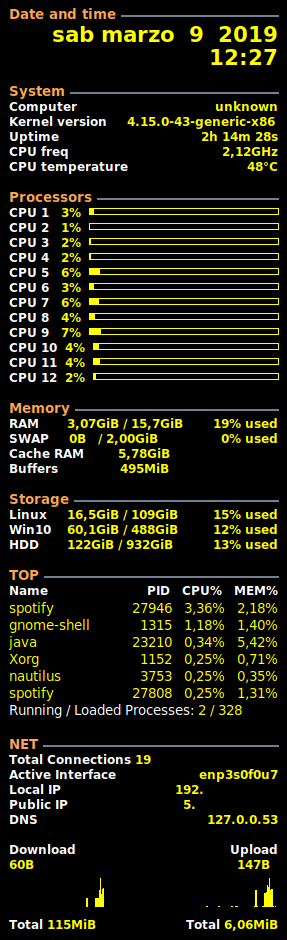 Date and time
sab marzo 9 2019
12:27
System
Computer unknown
Kernel version 4.15.0-43-generic-x86
Uptime 2h 14m 28s
CPU freq 2,12GHz
CPU temperature 48°C
Processors
CPU 1 3%
CPU 2 1%
CPU 3 2%
CPU 4 2%
CPU 5 6%
CPU 6 3%
CPU 7 6%
CPU 8 4%
CPU 9 7%
CPU 10 4%
CPU 11 4%
CPU 12 2%
Memory
RAM 3,07GiB / 15,7GiB 19% used
SWAP 0B / 2,00GiB 0% used
Cache RAM 5,78GiB
Buffers 495MiB
Storage
Linux 16,5GiB / 109GiB 15% used
Win10 60,1GiB / 488GiB 12% used
HDD 122GiB / 932GiB 13% used
TOP
Name PID CPU% MEM%
spotify 27946 3,36% 2,18%
gnome-shell 1315 1,18% 1,40%
java 23210 0,34% 5,42%
Xorg 1152 0,25% 0,71%
nautilus 3753 0,25% 0,35%
spotify 27808 0,25% 1,31%
Running / Loaded Processes: 2 / 328
NET
Total Connections 19
Active Interface enp3s0f0u7
Local IP 192.
Public IP 5.
DNS 127.0.0.53
Download Upload
60B 147B
Total 115MiB Total 6,06MiB